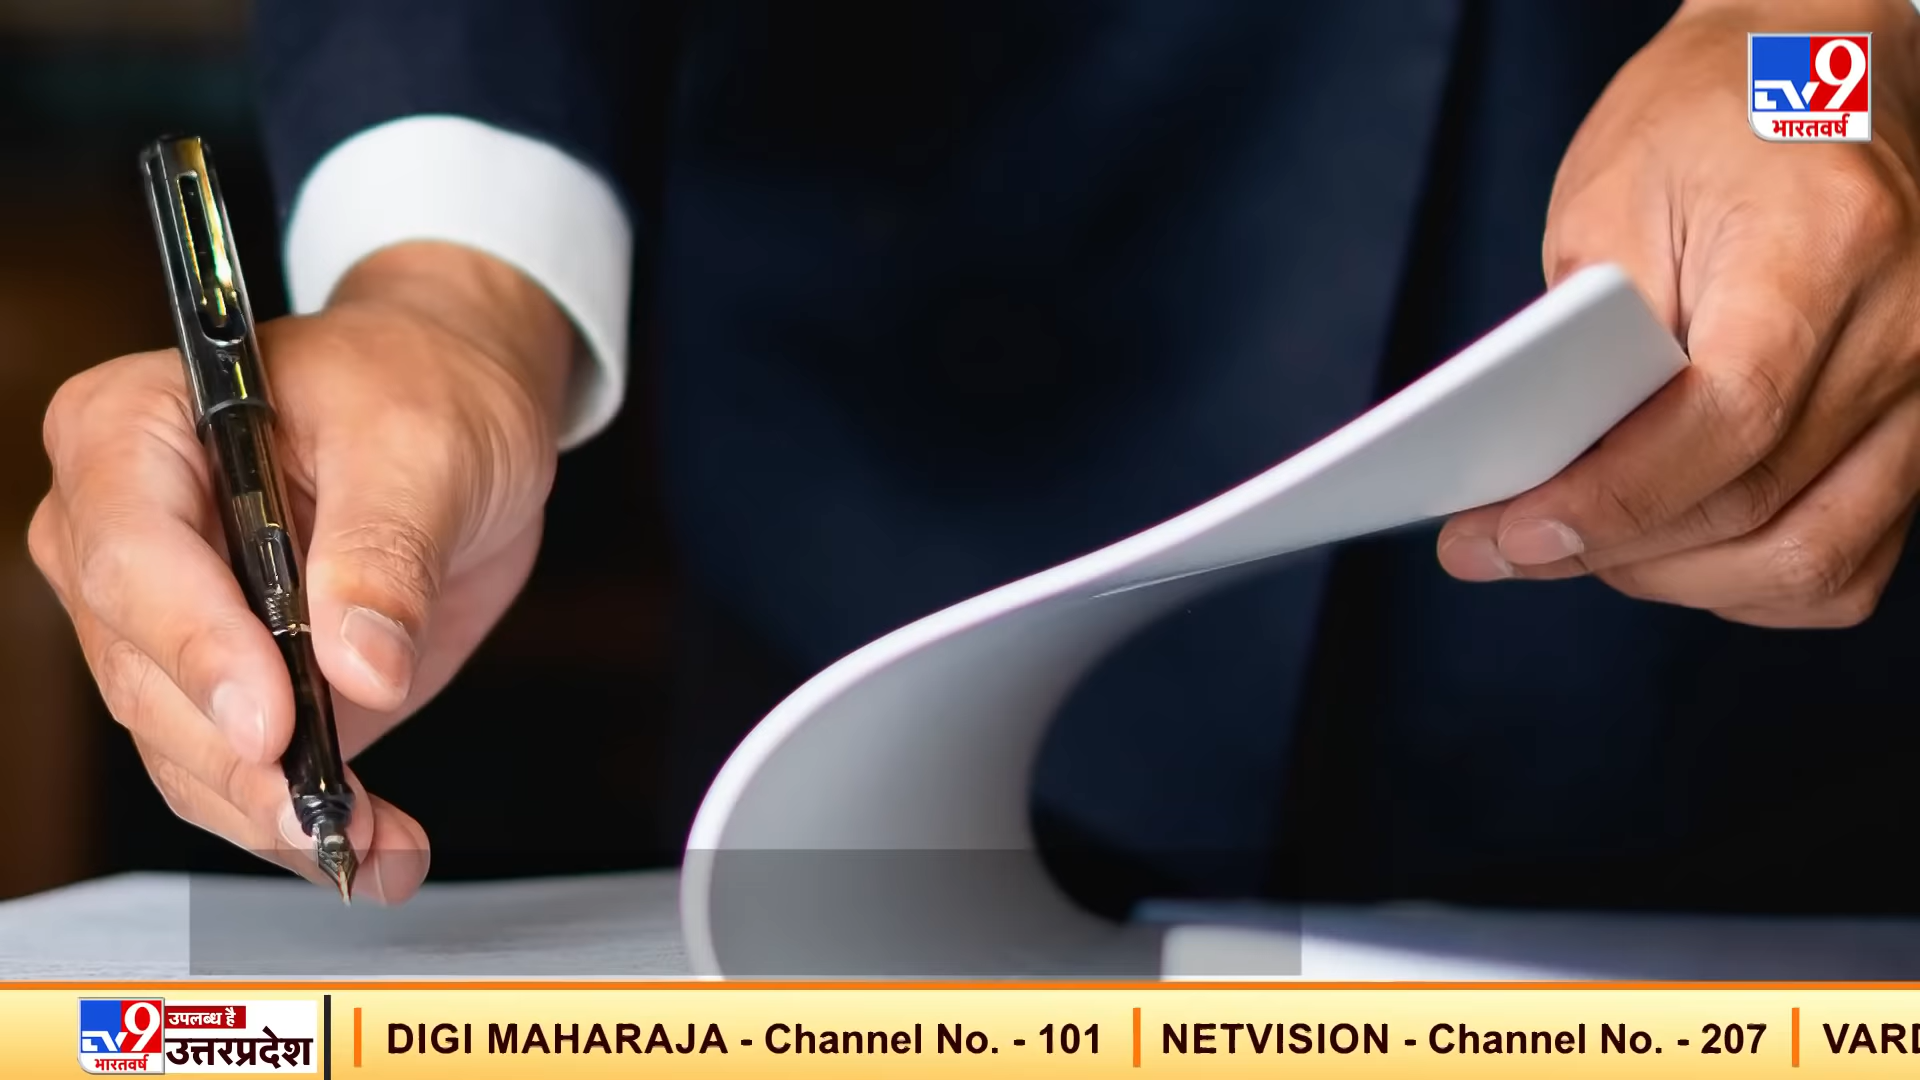 TV9
भारतवर्ष
TV9
भारतवर्ष
उपलब्ध है
उत्तरप्रदेश
DIGI MAHARAJA - Channel No. - 101
NETVISION - Channel No. - 207